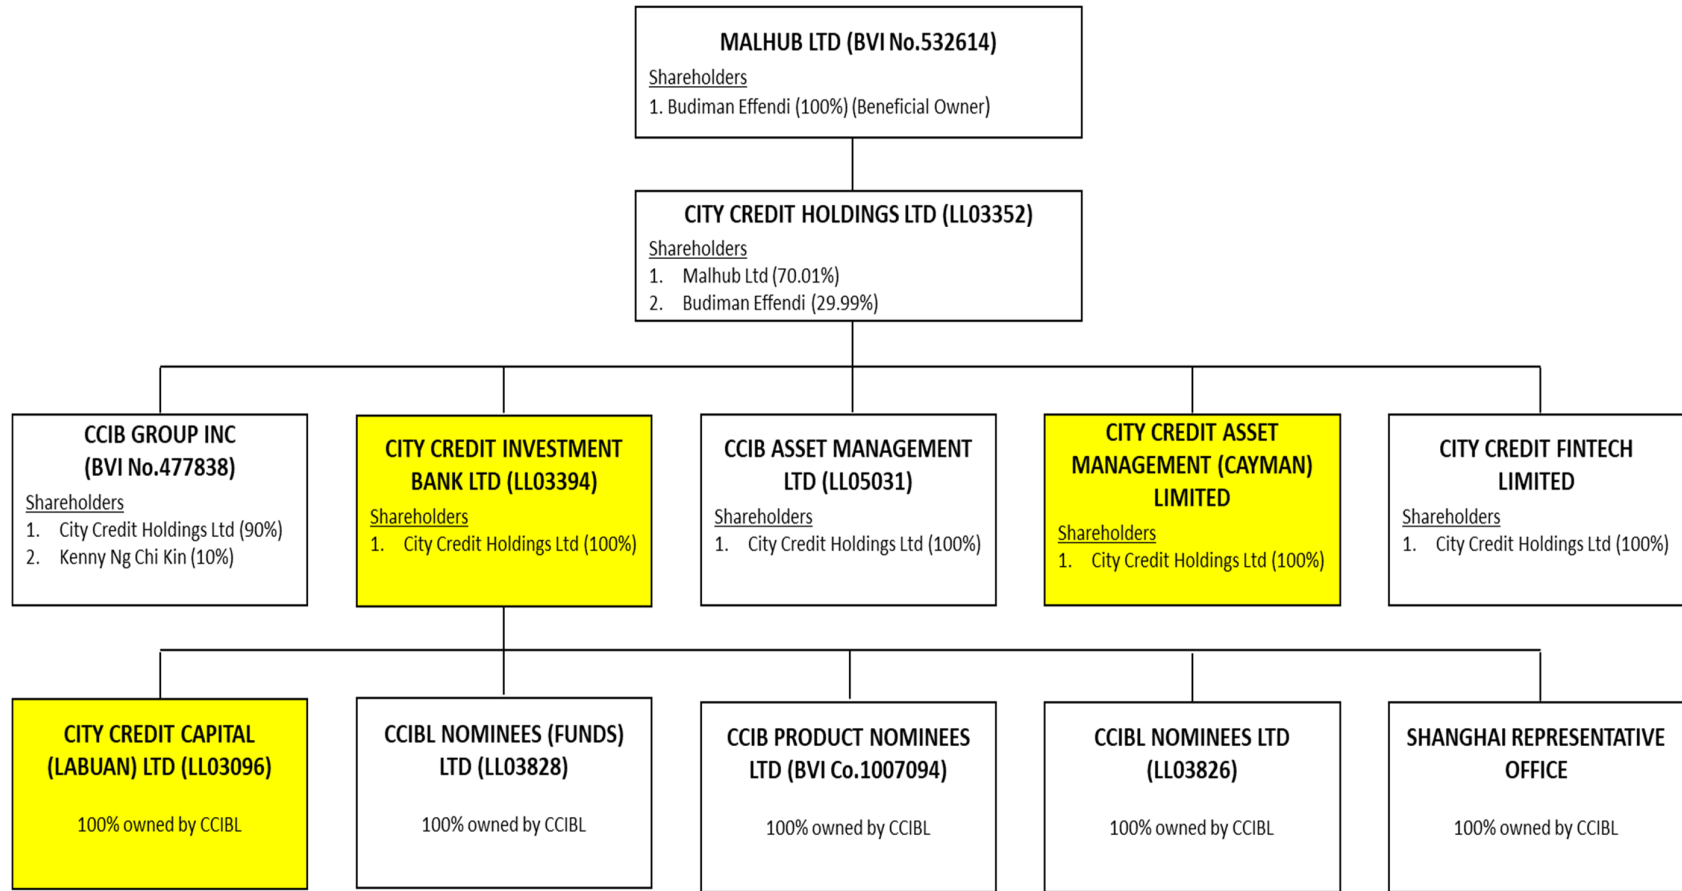 MALHUB LTD (BVI No.532614)
Shareholders
1. Budiman Effendi (100%) (Beneficial Owner)
CITY CREDIT HOLDINGS LTD (LL03352)
Shareholders
1. Malhub Ltd (70.01%)
2. Budiman Effendi (29.99%)
CCIB GROUP INC
(BVI No.477838)
Shareholders
1. City Credit Holdings Ltd (90%)
2. Kenny Ng Chi Kin (10%)
CITY CREDIT INVESTMENT
BANK LTD (LL03394)
Shareholders
1. City Credit Holdings Ltd (100%)
CCIB ASSET MANAGEMENT
LTD (LL05031)
Shareholders
1. City Credit Holdings Ltd (100%)
CITY CREDIT ASSET
MANAGEMENT (CAYMAN)
LIMITED
Shareholders
1. City Credit Holdings Ltd (100%)
CITY CREDIT FINTECH
LIMITED
Shareholders
1. City Credit Holdings Ltd (100%)
CITY CREDIT CAPITAL
(LABUAN) LTD (LL03096)
100% owned by CCIBL
CCIBL NOMINEES (FUNDS)
LTD (LL03828)
100% owned by CCIBL
CCIB PRODUCT NOMINEES
LTD (BVI Co.1007094)
100% owned by CCIBL
CCIBL NOMINEES LTD
(LL03826)
100% owned by CCIBL
SHANGHAI REPRESENTATIVE
OFFICE
100% owned by CCIBL